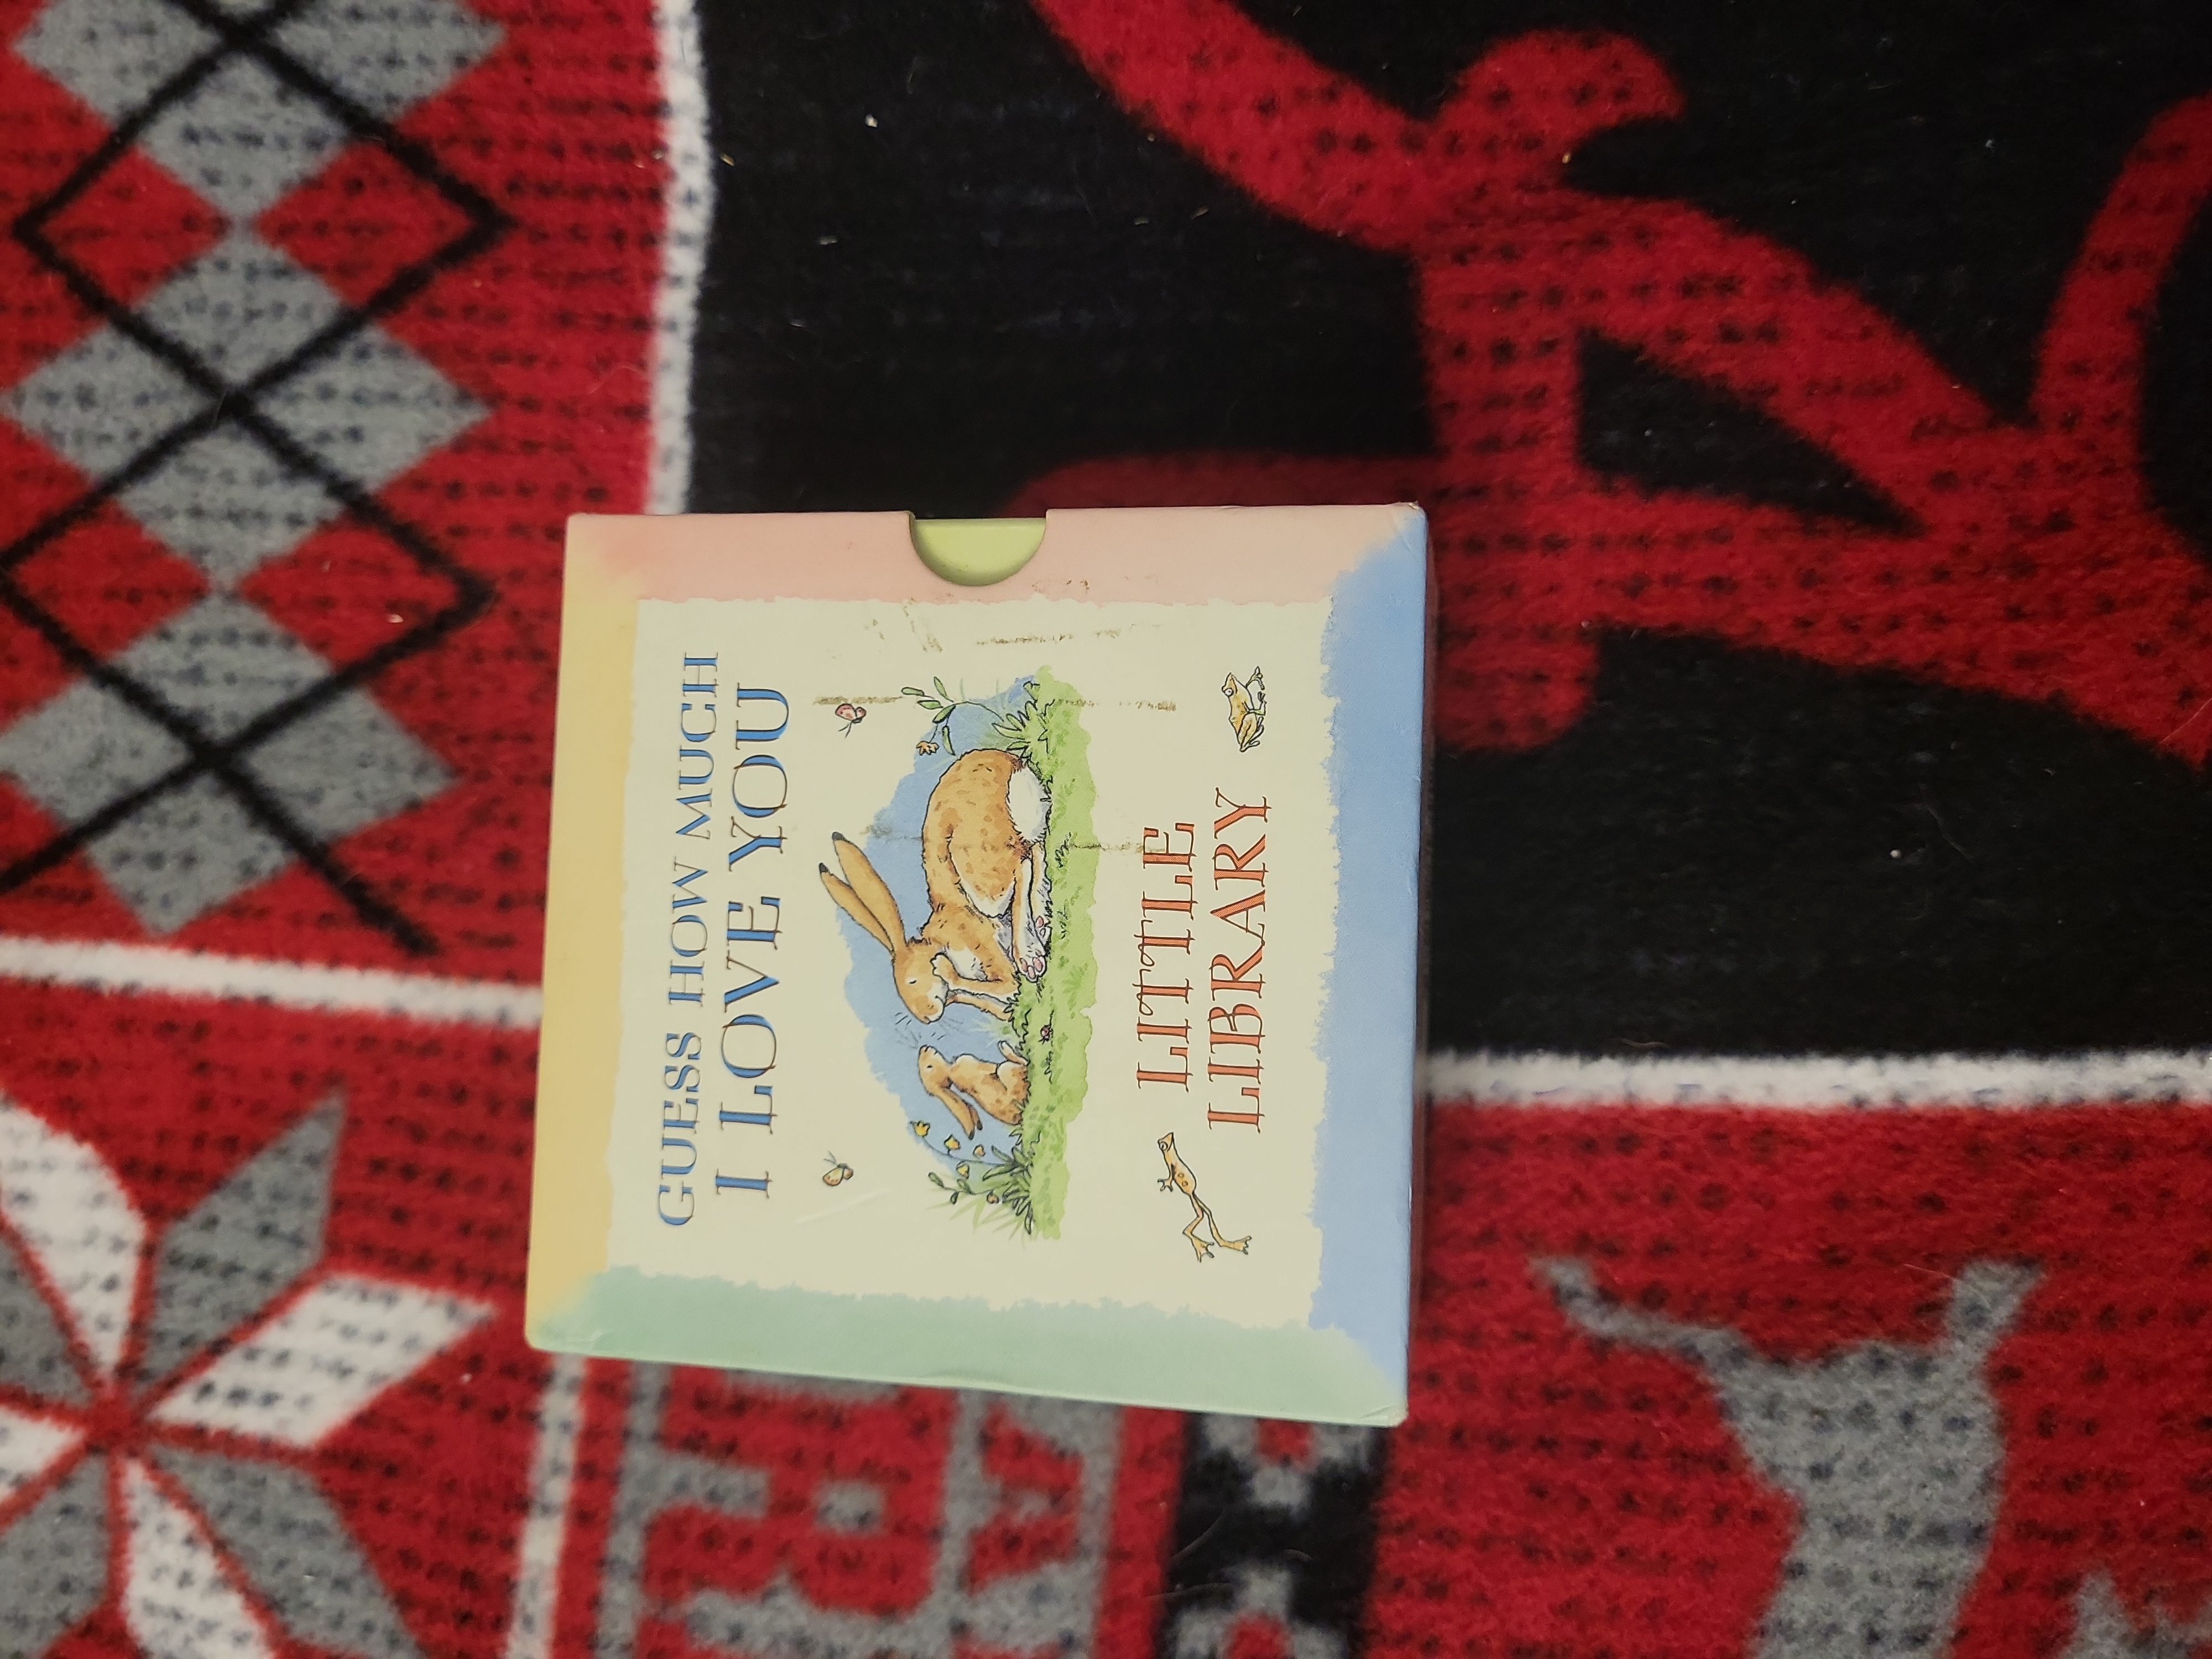 GUESS HOW MUCH
I LOVE YOU
LITTLE
LIBRARY